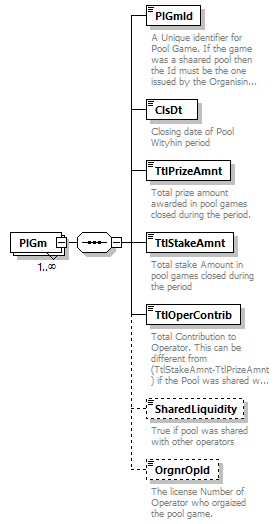 PlGmId
A Unique identifier for
Pool Game. If the game
was a shaared pool then
the Id must be the one
issued by the Organisin...
ClsDt
Closing date of Pool
Wityhin period
TtlPrizeAmnt
Total prize amount
awarded in pool games
closed during the period.
PlGm
1..∞
TtlStakeAmnt
Total stake Amount in
pool games closed during
the period
TtlOperContrib
Total Contribution to
Operator. This can be
different from
(TtlStakeAmnt-TtlPrizeAmnt
) if the Pool was shared w...
SharedLiquidity
True if pool was shared
with other operators
OrgnrOpId
The license Number of
Operator who orgaized
the pool game.